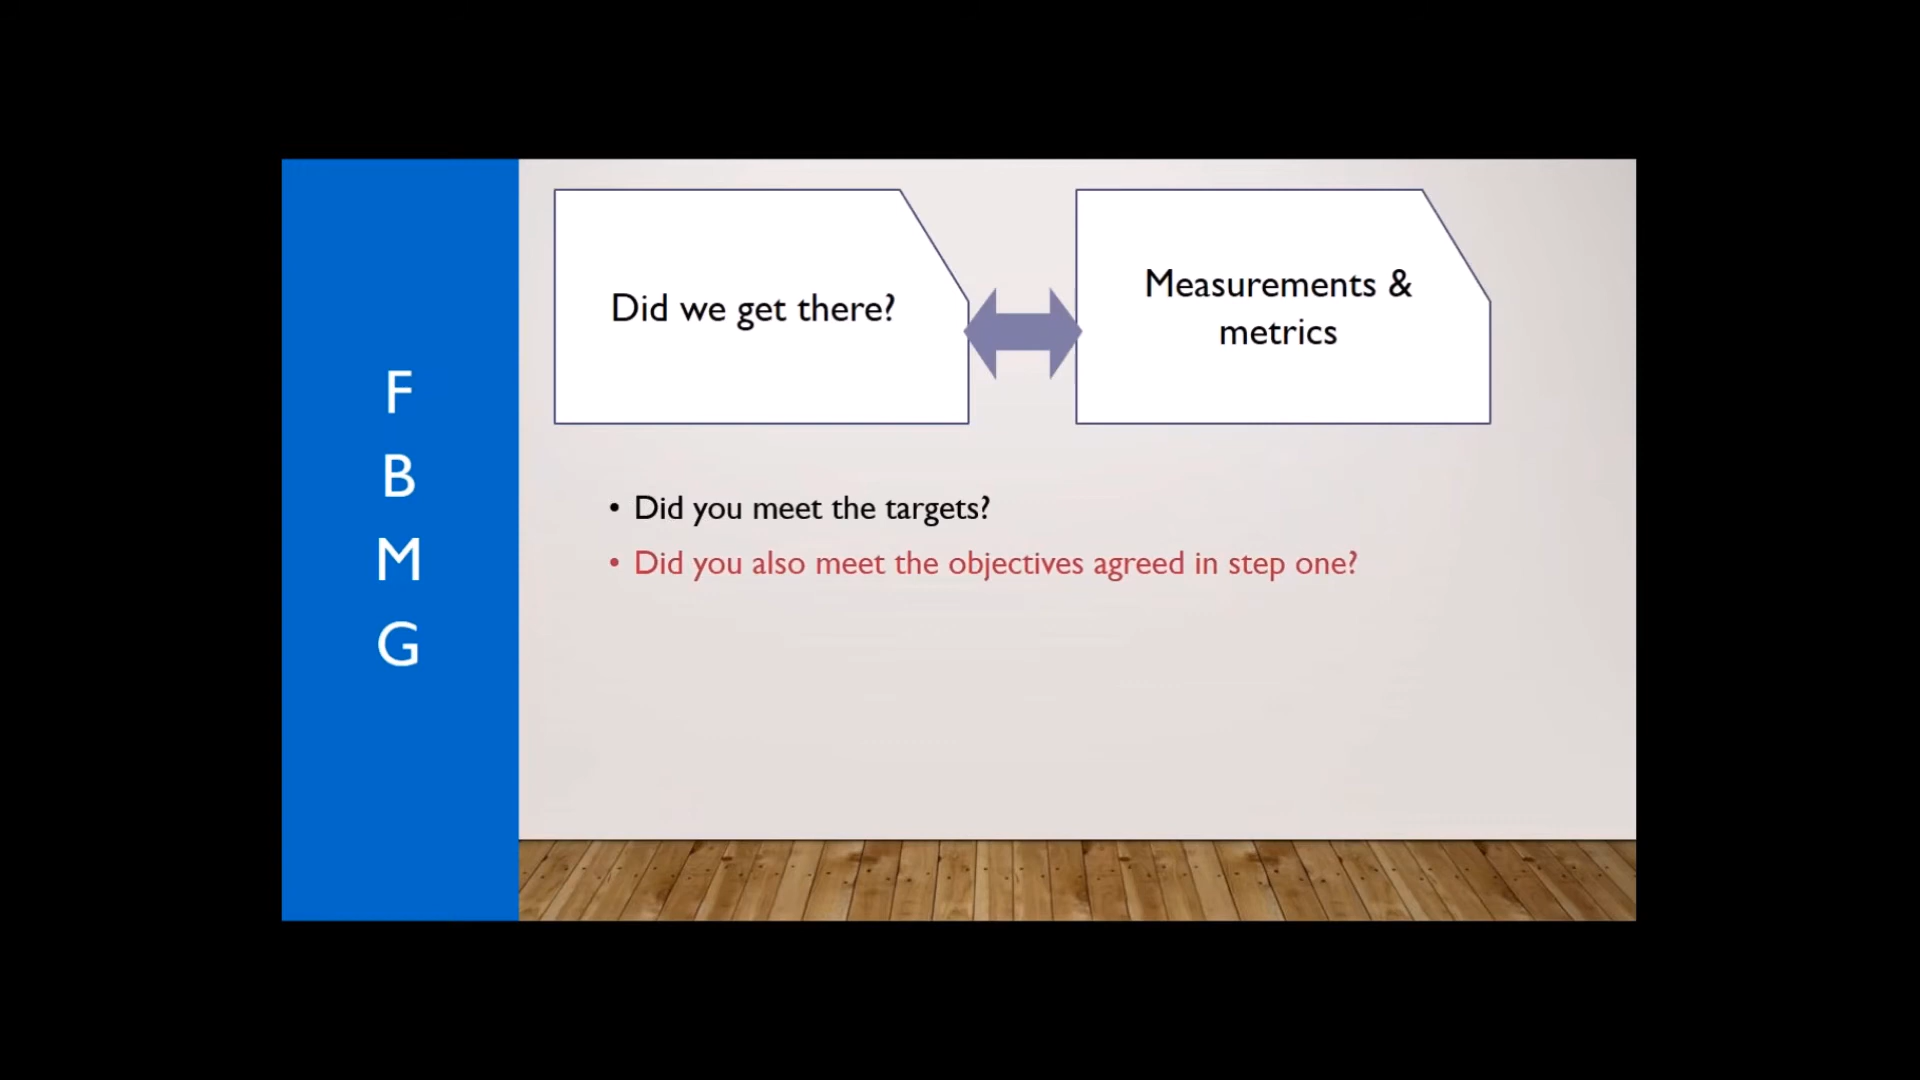 F
B
M
G
Did we get there?
Measurements &
metrics
• Did you meet the targets?
• Did you also meet the objectives agreed in step one?